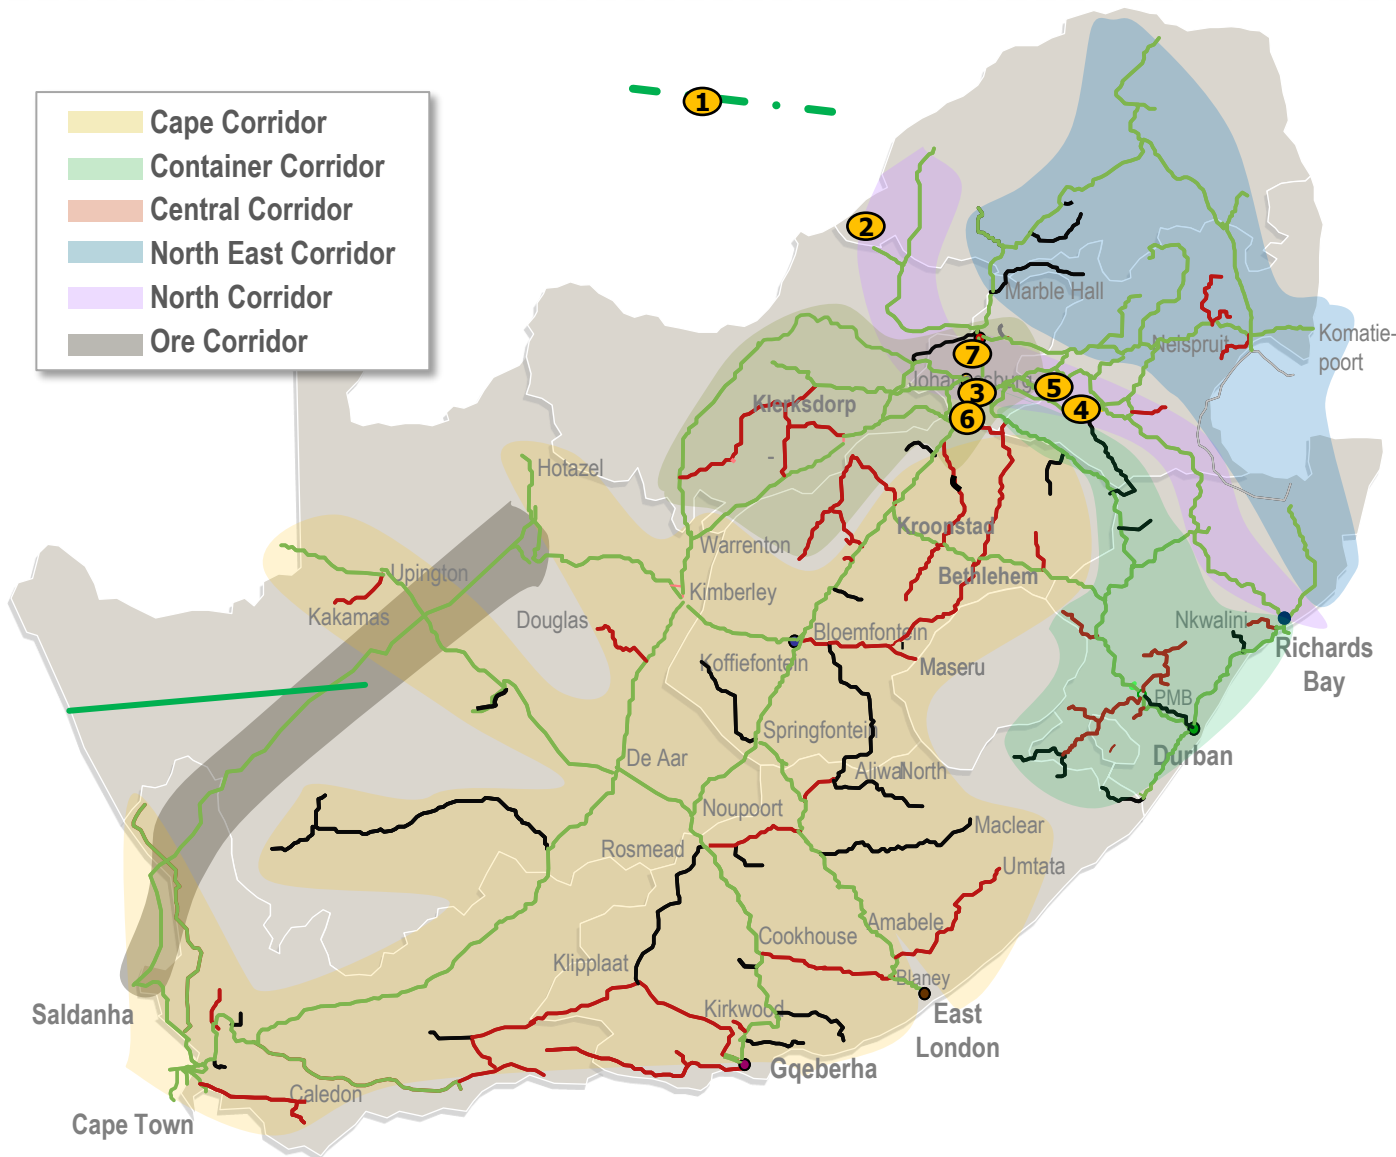 1
Cape Corridor
Container Corridor
Central Corridor
North East Corridor
North Corridor
Ore Corridor
2
Marble Hall
Komatie-
poort
Nelspruit
7
Johannesburg
5
3
4
6
Klerksdorp
-
Hotazel
Kroonstad
Warrenton
Upington
Bethlehem
Kimberley
Kakamas
Douglas
Nkwalini
Bloemfontein
Richards
Bay
Koffiefontein
Maseru
PMB
Springfontein
Durban
De Aar
Aliwal North
Noupoort
Maclear
Rosmead
Umtata
Amabele
Cookhouse
Klipplaat
Blaney
Saldanha
Kirkwood
East
London
Gqeberha
Caledon
Cape Town